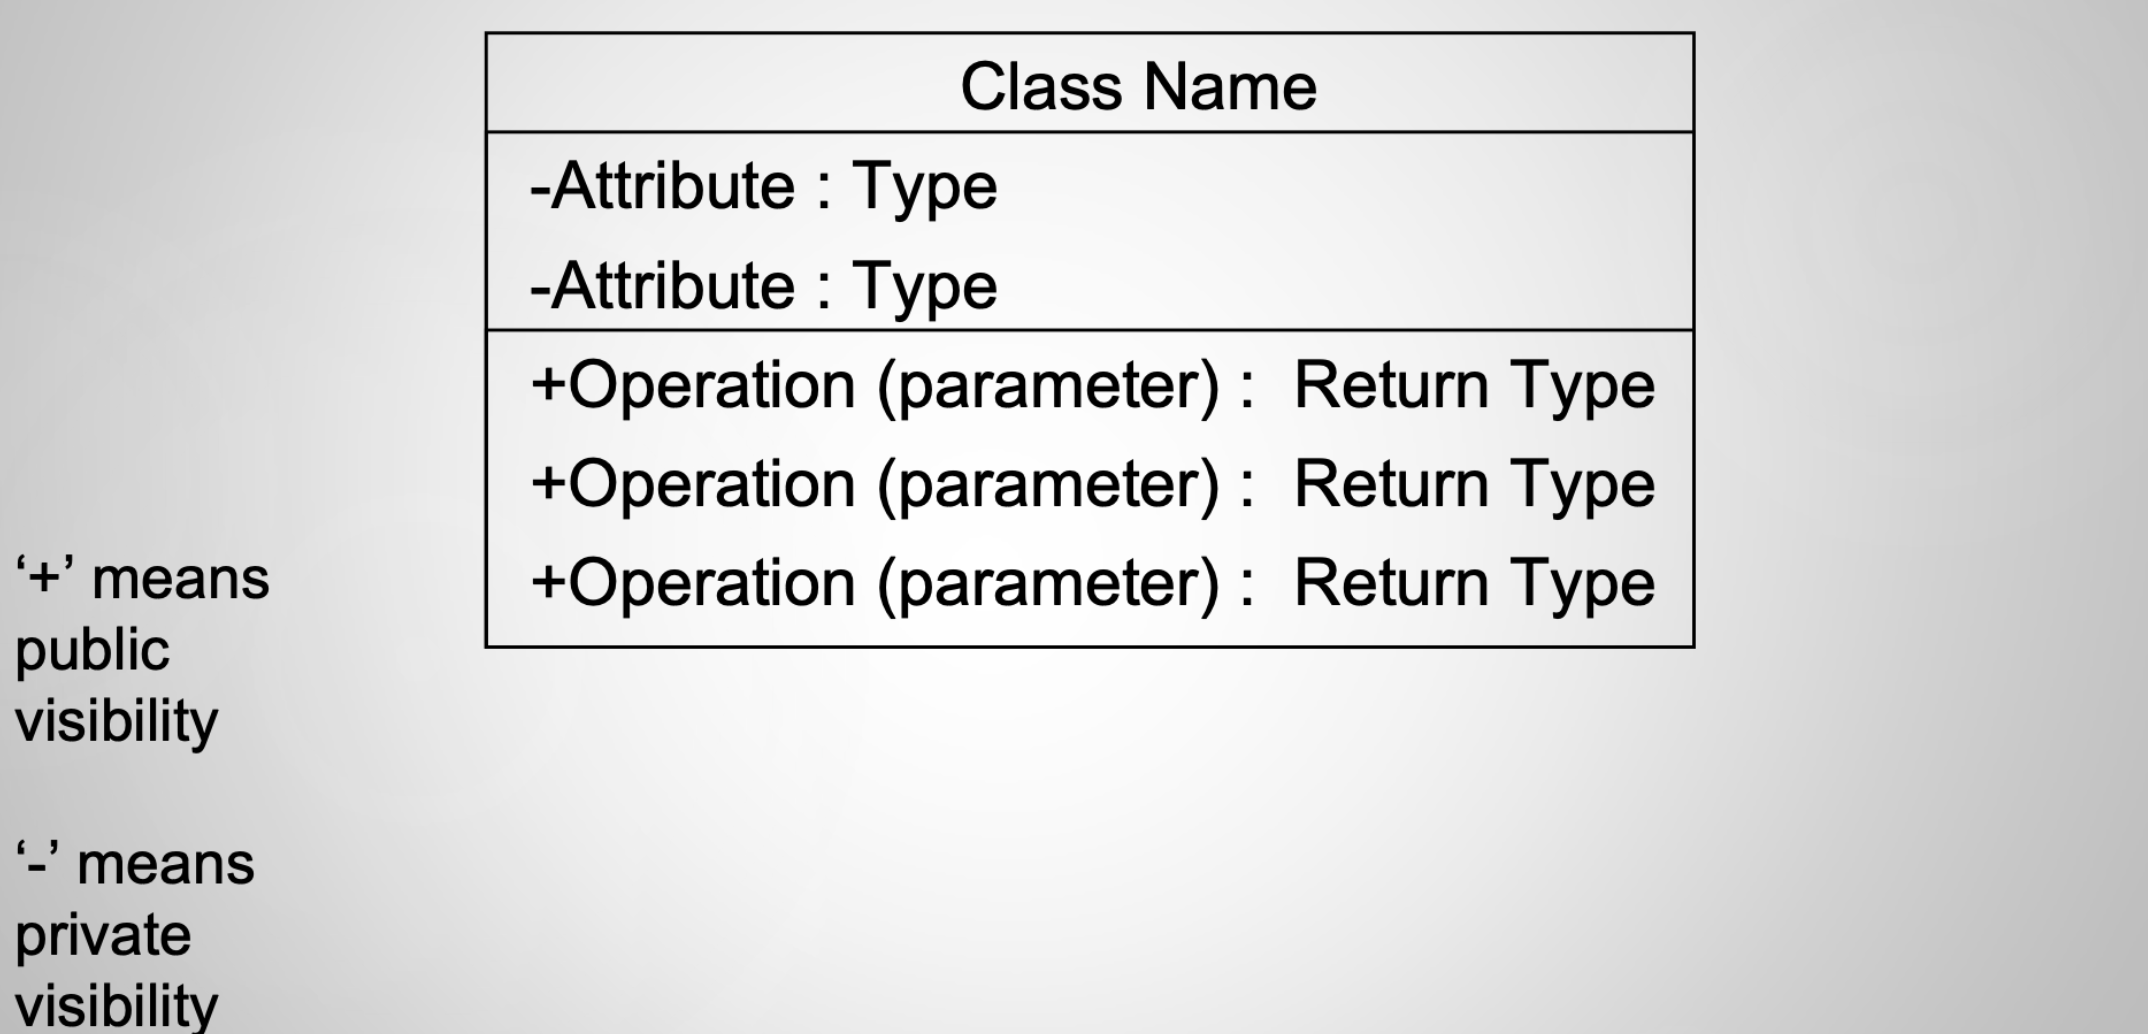 Class Name
-Attribute : Type
-Attribute : Type
+Operation (parameter) :  Return Type
+Operation (parameter) :  Return Type
+Operation (parameter) :  Return Type
‘+’ means
public
visibility
‘-’ means
private
visibility